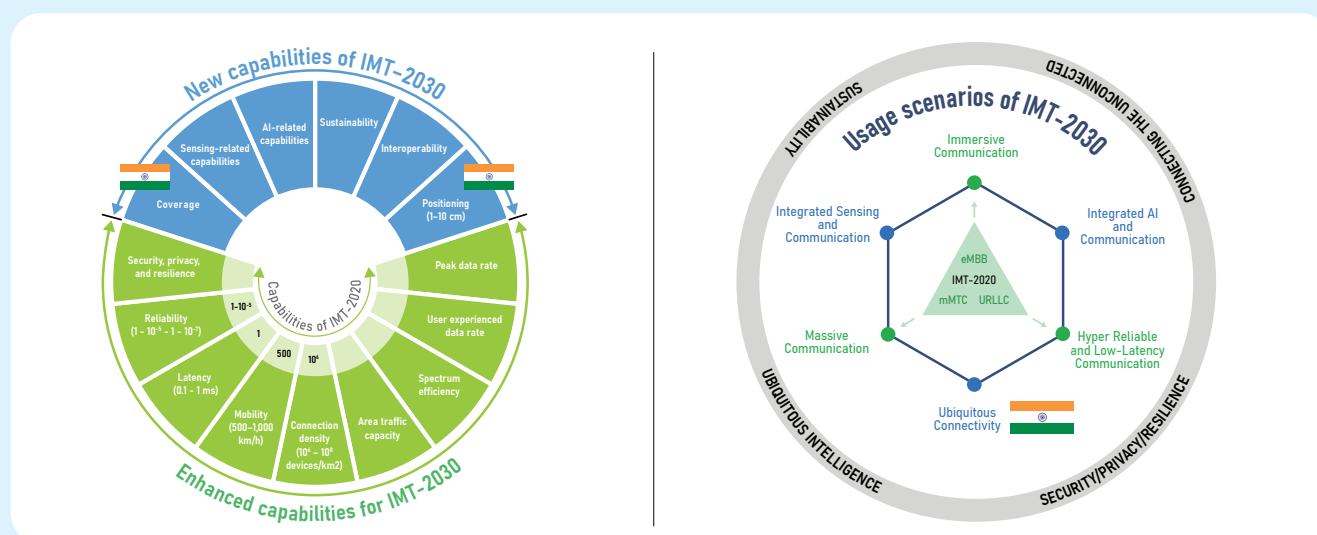 New capabilities of IMT-2030
Coverage
Sensing-related
capabilities
AI-related
capabilities
Sustainability
Interoperability
Positioning
(1-10 cm)
Security, privacy,
and resilience
Reliability
(1 - 10⁻⁵ - 1 - 10⁻⁷)
Latency
(0.1 - 1 ms)
Mobility
(500-1,000
km/h)
Connection
density
(10⁶ - 10⁸
devices/km2)
Area traffic
capacity
Spectrum
efficiency
User experienced
data rate
Peak data rate
1-10⁻⁵
1
500
10⁶
Capabilities of IMT-2020
Enhanced capabilities for IMT-2030
SUSTAINABILITY
CONNECTING THE UNCONNECTED
Usage scenarios of IMT-2030
Immersive
Communication
Integrated Sensing
and
Communication
Integrated AI
and
Communication
eMBB
IMT-2020
mMTC URLLC
Massive
Communication
Hyper Reliable
and Low-Latency
Communication
Ubiquitous
Connectivity
UBIQUITOUS INTELLIGENCE
SECURITY/PRIVACY/RESILIENCE